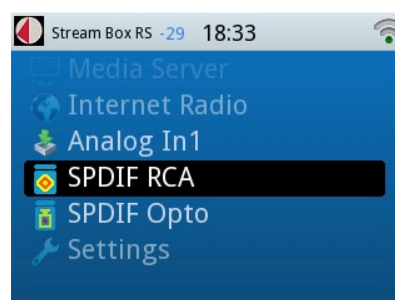 Stream Box RS -29 18:33
Media Server
Internet Radio
Analog In1
SPDIF RCA
SPDIF Opto
Settings